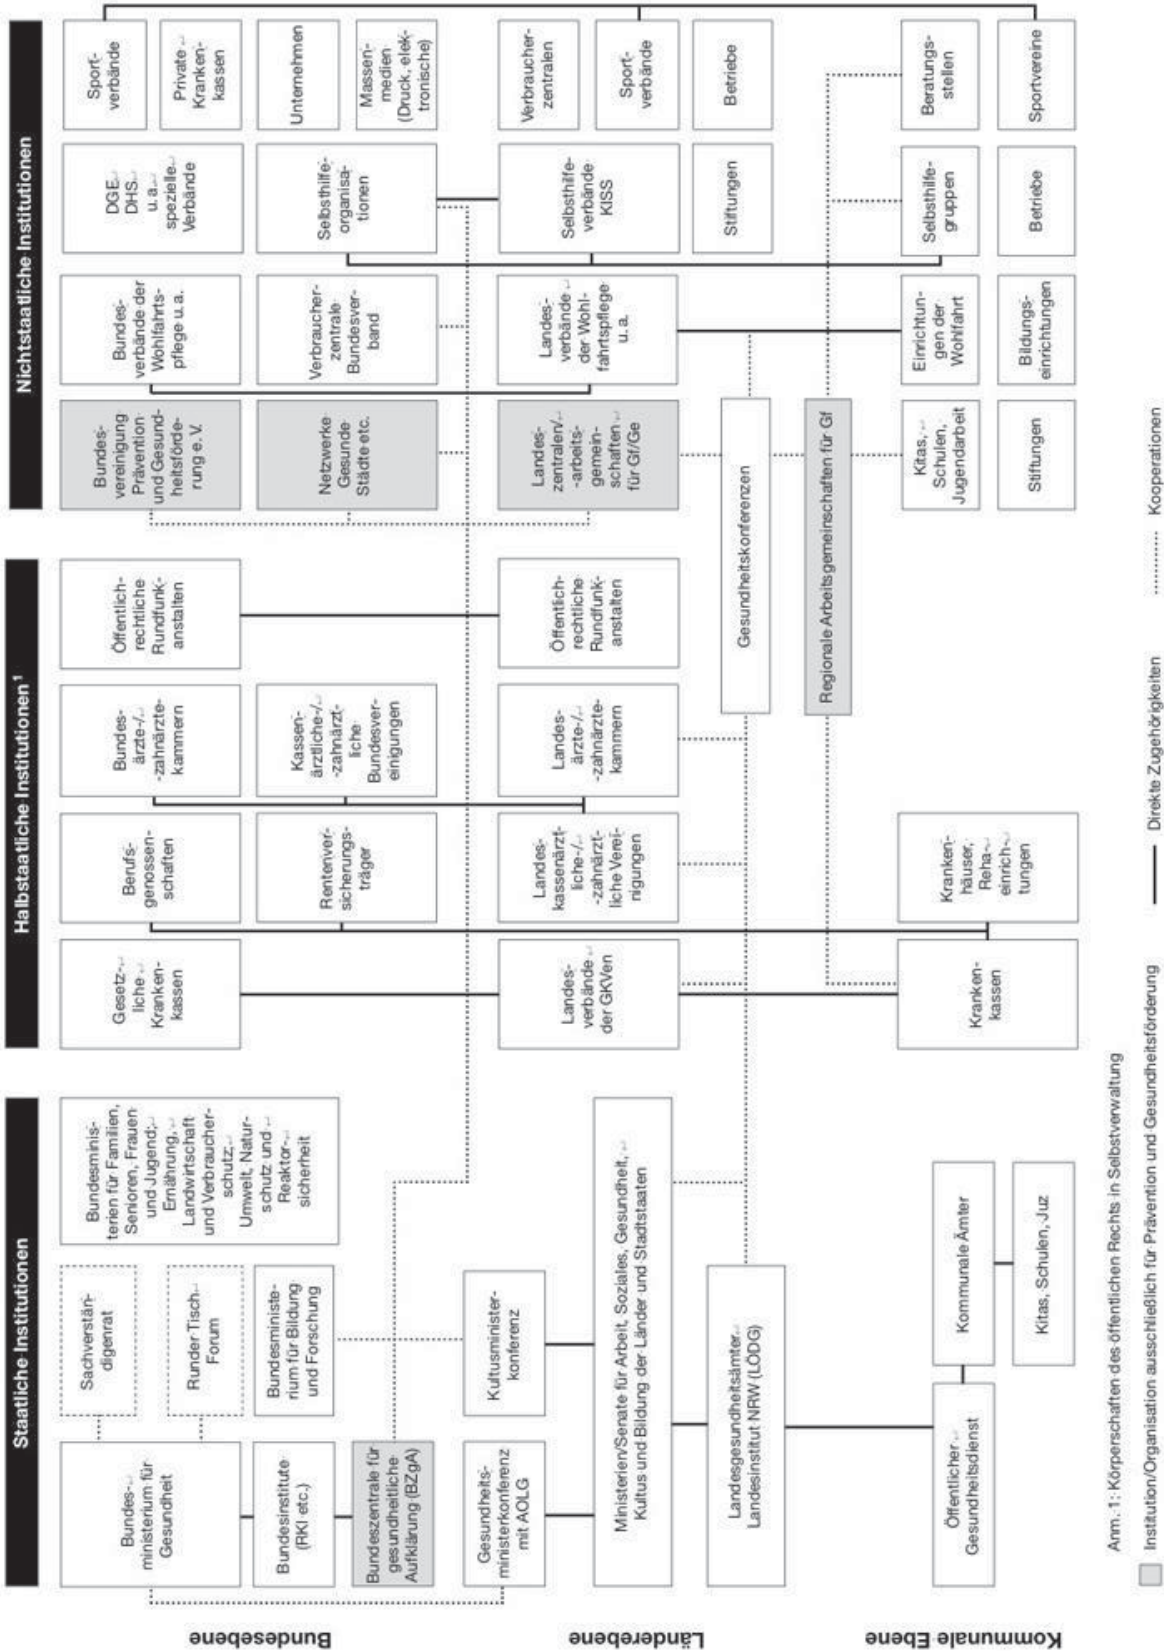 Staatliche Institutionen
Halbstaatliche Institutionen ¹
Nichtstaatliche Institutionen
Bundesebene
Bundes-
ministerium für
Gesundheit
Sachverstän-
digenrat
Runder Tisch
Forum
Bundesminis-
terien für Familien,
Senioren, Frauen
und Jugend;
Ernährung,
Landwirtschaft
und Verbraucher-
schutz;
Umwelt, Natur-
schutz und
Reaktor-
sicherheit
Bundesinstitute
(RKI etc.)
Bundesministe-
rium für Bildung
und Forschung
Bundeszentrale für
gesundheitliche
Aufklärung (BZgA)
Gesetz-
liche
Kranken-
kassen
Berufs-
genossen-
schaften
Bundes-
ärzte-/
-zahnärzte-
kammern
Öffentlich-
rechtliche
Rundfunk-
anstalten
Rentenver-
sicherungs-
träger
Kassen-
ärztliche-/
-zahnärzt-
liche
Bundesver-
einigungen
Bundes-
vereinigung
Prävention
und Gesund-
heitsförde-
rung e. V.
Bundes-
verbände der
Wohlfahrts-
pflege u. a.
DGE
DHS
u. a.
spezielle
Verbände
Sport-
verbände
Private
Kranken-
kassen
Netzwerke
Gesunde
Städte etc.
Verbraucher-
zentrale
Bundesver-
band
Selbsthilfe-
organisa-
tionen
Unternehmen
Massen-
medien
(Druck, elek-
tronische)
Länderebene
Gesundheits-
ministerkonferenz
mit AOLG
Kultusminister-
konferenz
Ministerien/Senate für Arbeit, Soziales, Gesundheit,
Kultus und Bildung der Länder und Stadtstaaten
Landesgesundheitsämter
Landesinstitut NRW (LÖDG)
Landes-
verbände
der GKVen
Landes-
kassenärzt-
liche-/
-zahnärzt-
liche Verei-
nigungen
Landes-
ärzte-/
-zahnärzte-
kammern
Öffentlich-
rechtliche
Rundfunk-
anstalten
Landes-
zentralen/
-arbeits-
gemein-
schaften
für Gf/Ge
Landes-
verbände
der Wohl-
fahrtspflege
u. a.
Selbsthilfe-
verbände
KISS
Verbraucher-
zentralen
Sport-
verbände
Stiftungen
Betriebe
Gesundheitskonferenzen
Regionale Arbeitsgemeinschaften für Gf
Kommunale Ebene
Öffentlicher
Gesundheitsdienst
Kommunale Ämter
Kitas, Schulen, Juz
Kranken-
kassen
Kranken-
häuser,
Reha-
einrich-
tungen
Kitas,
Schulen,
Jugendarbeit
Einrichtun-
gen der
Wohlfahrt
Selbsthilfe-
gruppen
Beratungs-
stellen
Stiftungen
Bildungs-
einrichtungen
Betriebe
Sportvereine
Anm. 1: Körperschaften des öffentlichen Rechts in Selbstverwaltung
Institution/Organisation ausschließlich für Prävention und Gesundheitsförderung
Direkte Zugehörigkeiten
Kooperationen